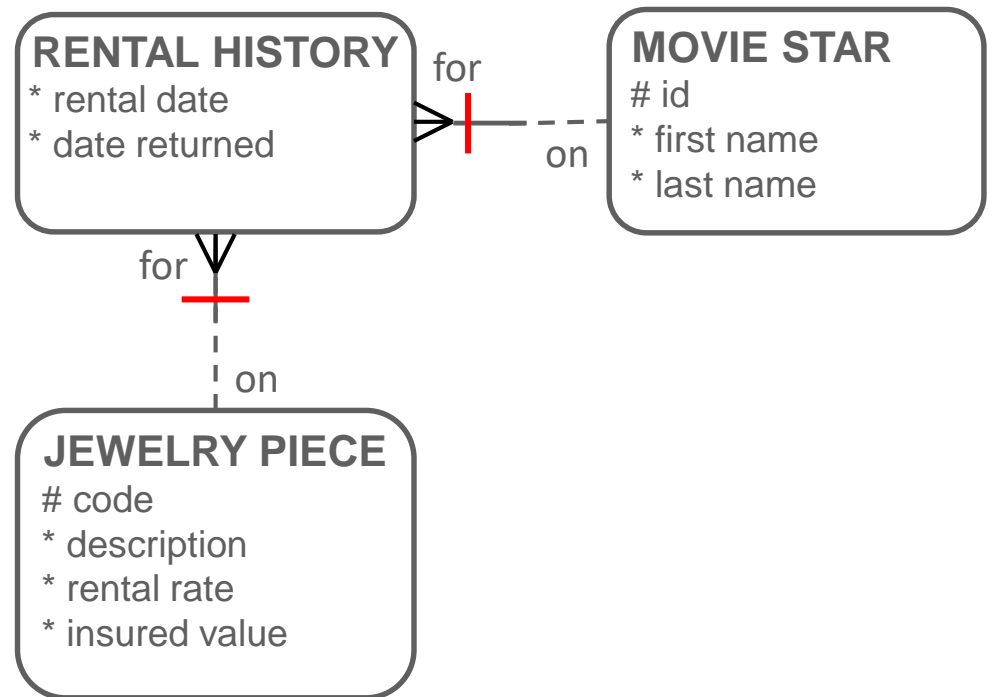 RENTAL HISTORY
* rental date
* date returned
for
on
MOVIE STAR
# id
* first name
* last name
for
on
JEWELRY PIECE
# code
* description
* rental rate
* insured value